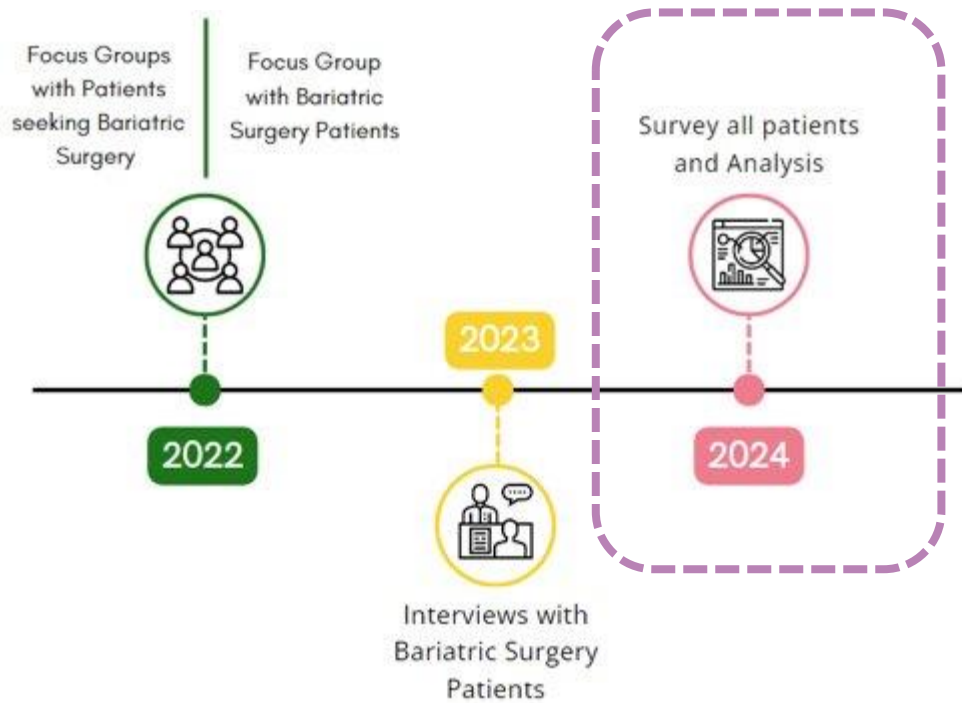 Focus Groups
with Patients
seeking Bariatric
Surgery
Focus Group
with Bariatric
Surgery Patients
Survey all patients
and Analysis
2023
2022
2024
Interviews with
Bariatric Surgery
Patients